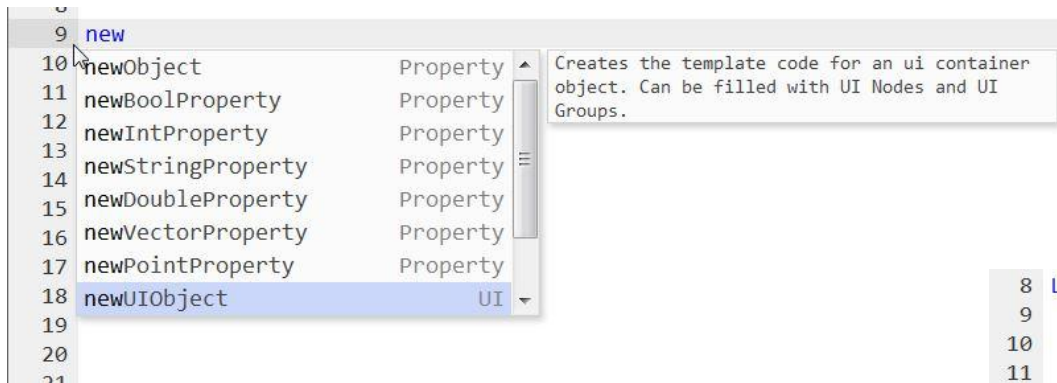 9 new
10 newObject Property
11 newBoolProperty Property
12 newIntProperty Property
13 newStringProperty Property
14 newDoubleProperty Property
15 newVectorProperty Property
16 newPointProperty Property
17
18 newUIObject UI
19
20
Creates the template code for an ui container
object. Can be filled with UI Nodes and UI
Groups.
8
9
10
11